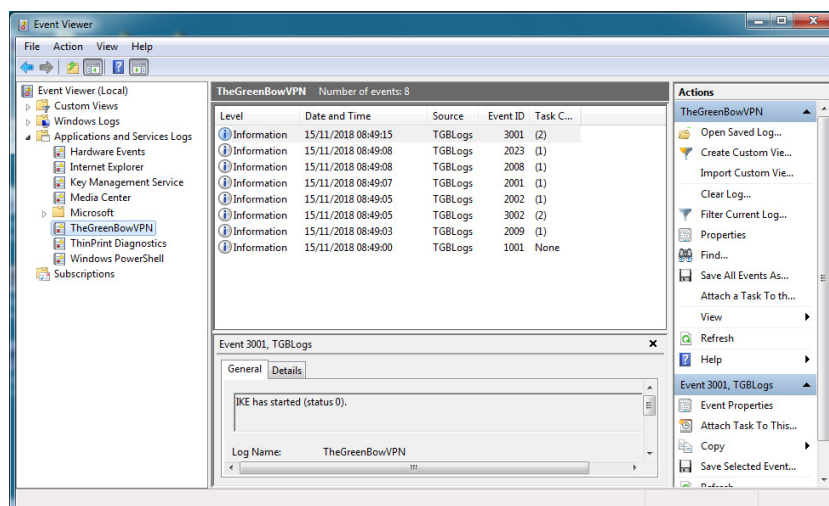 Event Viewer
File Action View Help
Event Viewer (Local)
Custom Views
Windows Logs
Applications and Services Logs
Hardware Events
Internet Explorer
Key Management Service
Media Center
Microsoft
TheGreenBowVPN
ThinPrint Diagnostics
Windows PowerShell
Subscriptions
TheGreenBowVPN Number of events: 8
Level Date and Time Source Event ID Task C...
Information 15/11/2018 08:49:15 TGBLogs 3001 (2)
Information 15/11/2018 08:49:08 TGBLogs 2023 (1)
Information 15/11/2018 08:49:08 TGBLogs 2008 (1)
Information 15/11/2018 08:49:07 TGBLogs 2001 (1)
Information 15/11/2018 08:49:05 TGBLogs 2002 (1)
Information 15/11/2018 08:49:05 TGBLogs 3002 (2)
Information 15/11/2018 08:49:03 TGBLogs 2009 (1)
Information 15/11/2018 08:49:00 TGBLogs 1001 None
Event 3001, TGBLogs
General Details
IKE has started (status 0).
Log Name: TheGreenBowVPN
Actions
TheGreenBowVPN
Open Saved Log...
Create Custom Vie...
Import Custom Vie...
Clear Log...
Filter Current Log...
Properties
Find...
Save All Events As...
Attach a Task To th...
View
Refresh
Help
Event 3001, TGBLogs
Event Properties
Attach Task To This...
Copy
Save Selected Event...
Refresh